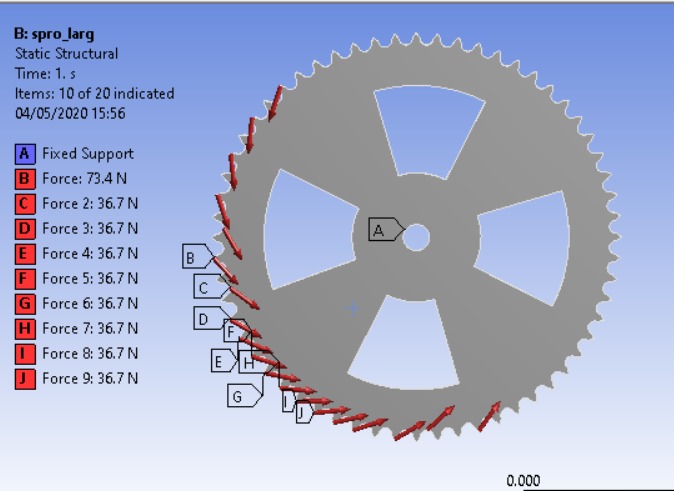 B: spro_larg
Static Structural
Time: 1. s
Items: 10 of 20 indicated
04/05/2020 15:56
A Fixed Support
B Force: 73.4 N
C Force 2: 36.7 N
D Force 3: 36.7 N
E Force 4: 36.7 N
F Force 5: 36.7 N
G Force 6: 36.7 N
H Force 7: 36.7 N
I Force 8: 36.7 N
J Force 9: 36.7 N
A
B
C
D
F
E
H
G
I
J
0.000